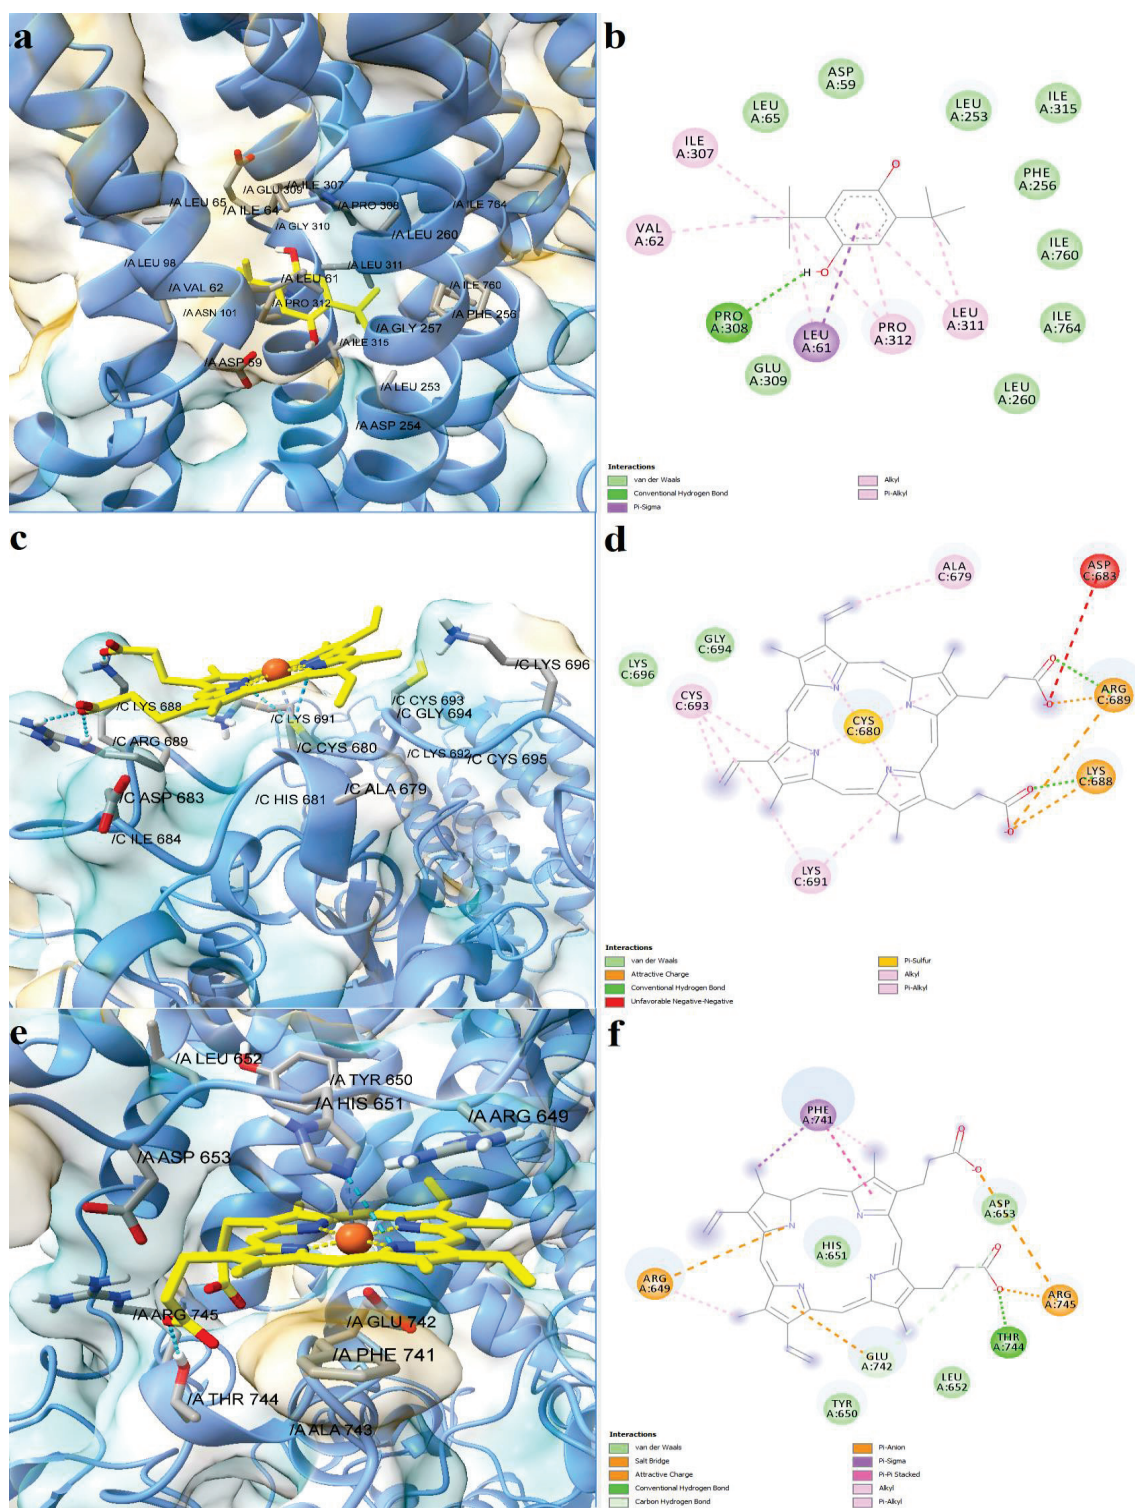 a
/A GLU 309
/A ILE 307
/A LEU 65
/A ILE 64
/A PRO 308
/A ILE 764
/A GLY 310
/A LEU 260
/A LEU 98
/A LEU 311
/A LEU 61
/A VAL 62
/A ILE 760
/A ASN 101
/A PRO 312
/A PHE 256
/A GLY 257
/A ILE 315
/A ASP 59
/A LEU 253
/A ASP 254
b
ASP
A:59
LEU
A:65
LEU
A:253
ILE
A:315
ILE
A:307
PHE
A:256
VAL
A:62
O
ILE
A:760
H
O
PRO
A:308
LEU
A:61
PRO
A:312
LEU
A:311
ILE
A:764
GLU
A:309
LEU
A:260
Interactions
van der Waals
Conventional Hydrogen Bond
Pi-Sigma
Alkyl
Pi-Alkyl
c
/C LYS 696
/C LYS 688
/C CYS 693
/C LYS 691
/C GLY 694
/C ARG 689
/C CYS 680
/C LYS 692
/C CYS 695
/C ASP 683
/C HIS 681
/C ALA 679
/C ILE 684
d
ALA
C:679
ASP
C:683
GLY
C:694
LYS
C:696
CYS
C:693
ARG
C:689
CYS
C:680
LYS
C:688
LYS
C:691
N
N
N
N
O
O
O
O
Interactions
van der Waals
Attractive Charge
Conventional Hydrogen Bond
Unfavorable Negative-Negative
Pi-Sulfur
Alkyl
Pi-Alkyl
e
/A LEU 652
/A TYR 650
/A HIS 651
/A ARG 649
/A ASP 653
/A ARG 745
/A GLU 742
/A PHE 741
/A THR 744
/A ALA 743
f
PHE
A:741
ASP
A:653
HIS
A:651
ARG
A:649
ARG
A:745
THR
A:744
GLU
A:742
LEU
A:652
TYR
A:650
N
N
N
N
O
O
O
O
Interactions
van der Waals
Salt Bridge
Attractive Charge
Conventional Hydrogen Bond
Carbon Hydrogen Bond
Pi-Anion
Pi-Sigma
Pi-Pi Stacked
Alkyl
Pi-Alkyl